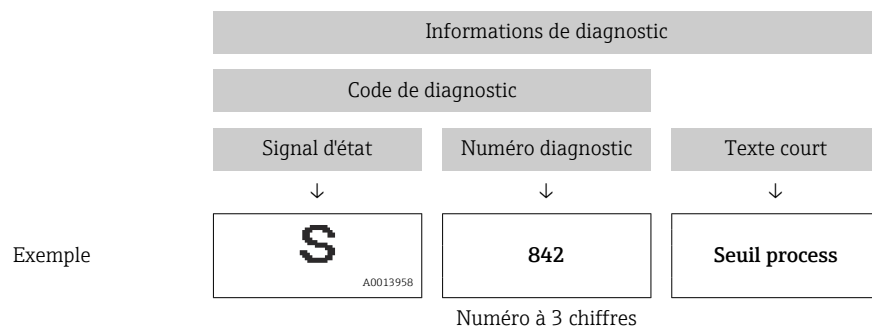 Informations de diagnostic
Code de diagnostic
Signal d'état Numéro diagnostic Texte court
↓ ↓ ↓
Exemple S 842 Seuil process
A0013958
Numéro à 3 chiffres